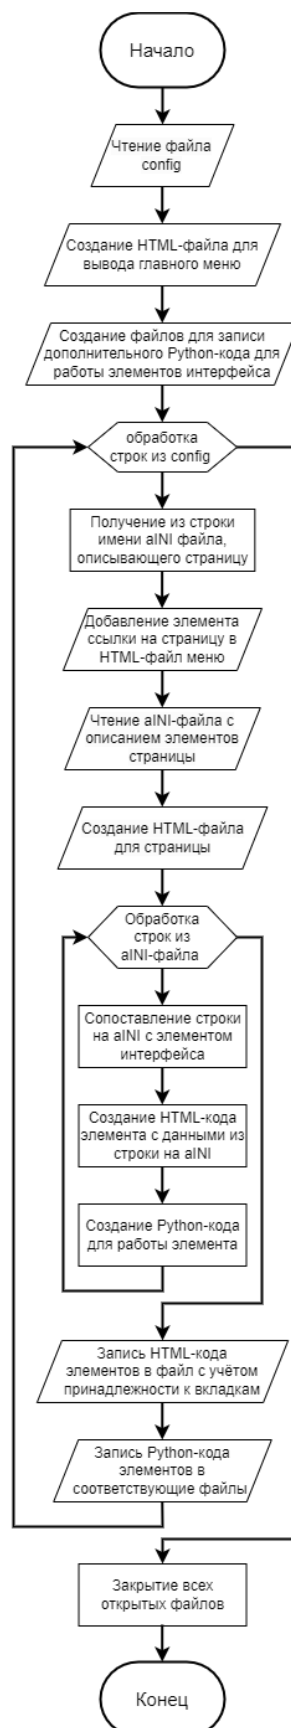 Начало
Чтение файла
config
Создание HTML-файла для
вывода главного меню
Создание файлов для записи
дополнительного Python-кода для
работы элементов интерфейса
обработка
строк из config
Получение из строки
имени aINI файла,
описывающего страницу
Добавление элемента
ссылки на страницу в
HTML-файл меню
Чтение aINI-файла с
описанием элементов
страницы
Создание HTML-файла
для страницы
Обработка
строк из
aINI-файла
Сопоставление строки
на aINI с элементом
интерфейса
Создание HTML-кода
элемента с данными из
строки на aINI
Создание Python-кода
для работы элемента
Запись HTML-кода
элементов в файл с учётом
принадлежности к вкладкам
Запись Python-кода
элементов в
соответствующие файлы
Закрытие всех
открытых файлов
Конец